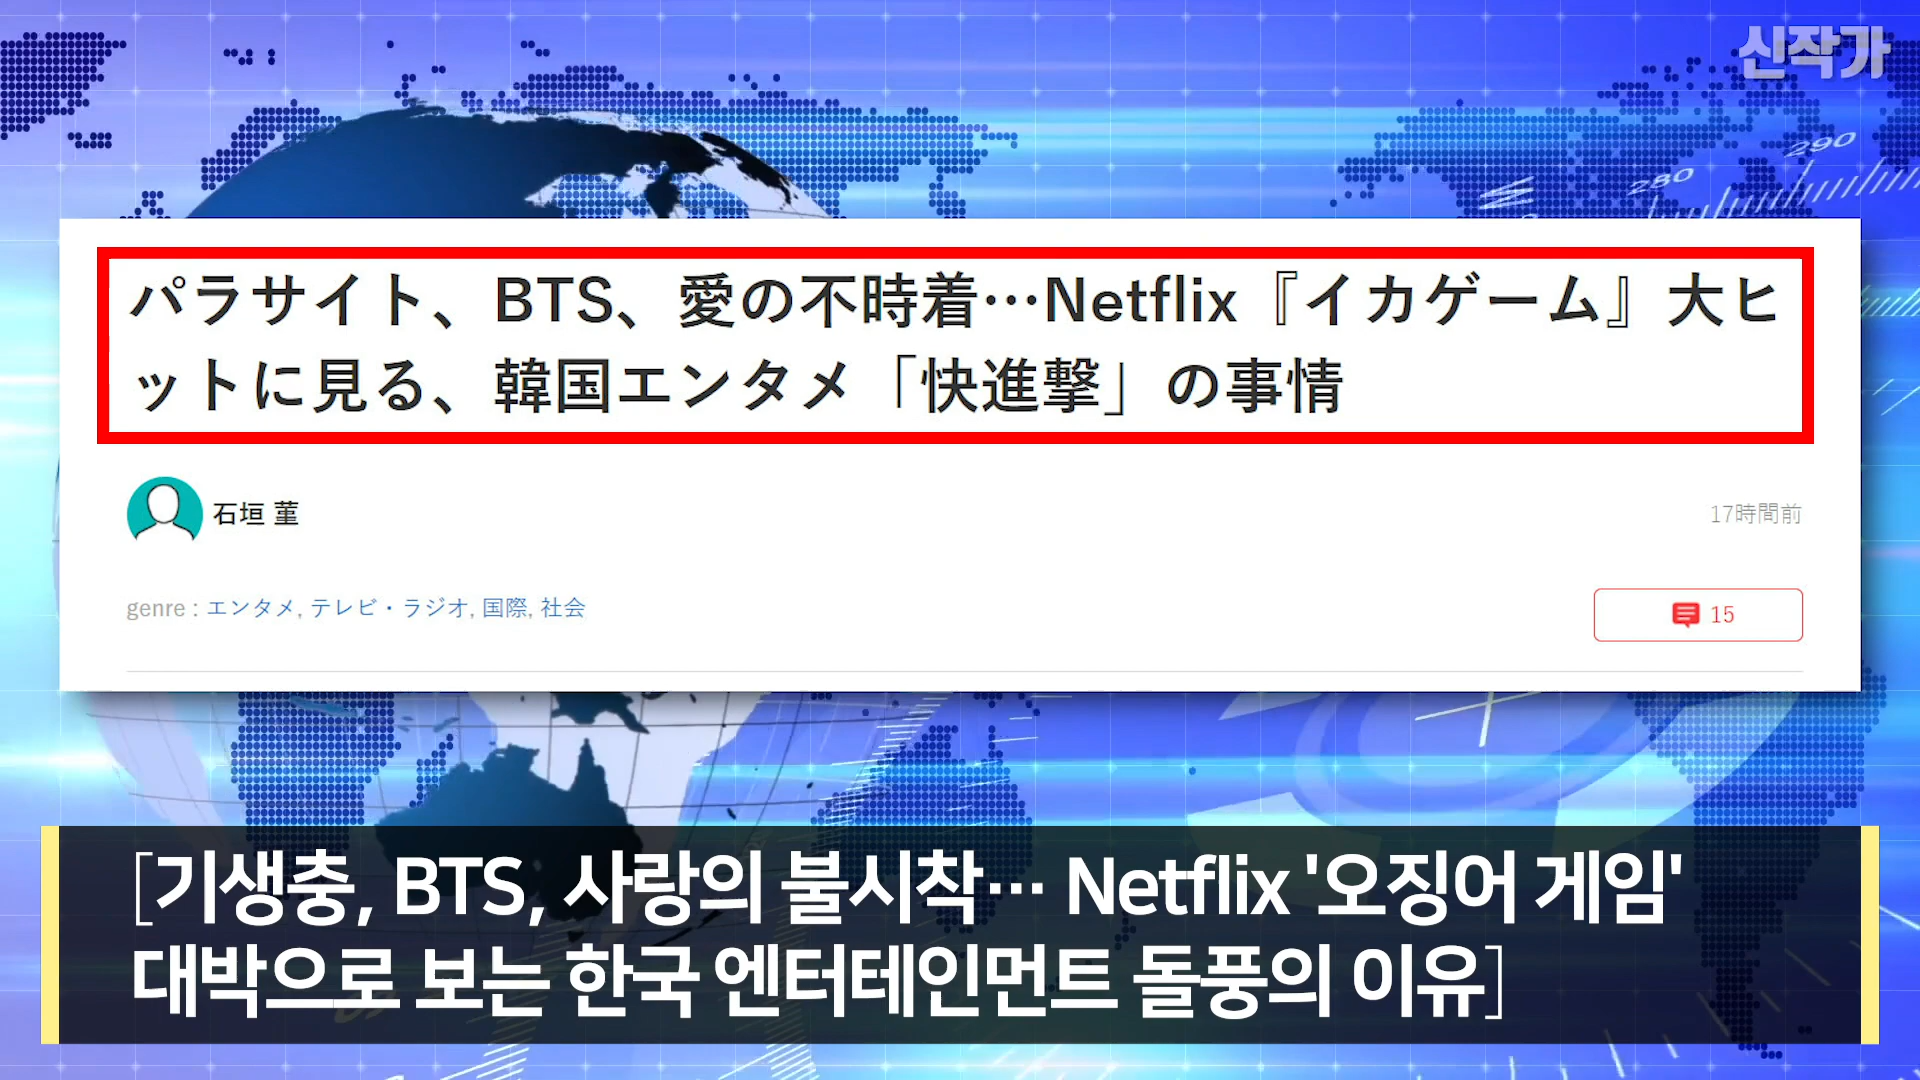 신작가
290
280
パラサイト、BTS、愛の不時着…Netflix『イカゲーム』大ヒ
ットに見る、韓国エンタメ「快進撃」の事情
石垣 菫
17時間前
genre : エンタメ, テレビ・ラジオ, 国際, 社会
15
[기생충, BTS, 사랑의 불시착… Netflix '오징어 게임'
대박으로 보는 한국 엔터테인먼트 돌풍의 이유]